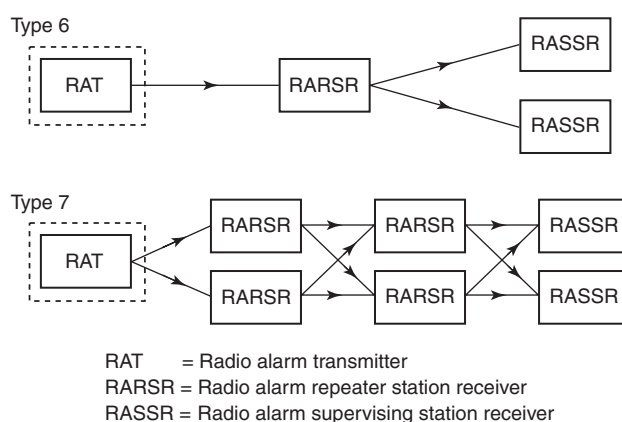 Type 6
RAT
RARSR
RASSR
RASSR
Type 7
RAT
RARSR
RARSR
RASSR
RARSR
RARSR
RASSR
RAT = Radio alarm transmitter
RARSR = Radio alarm repeater station receiver
RASSR = Radio alarm supervising station receiver